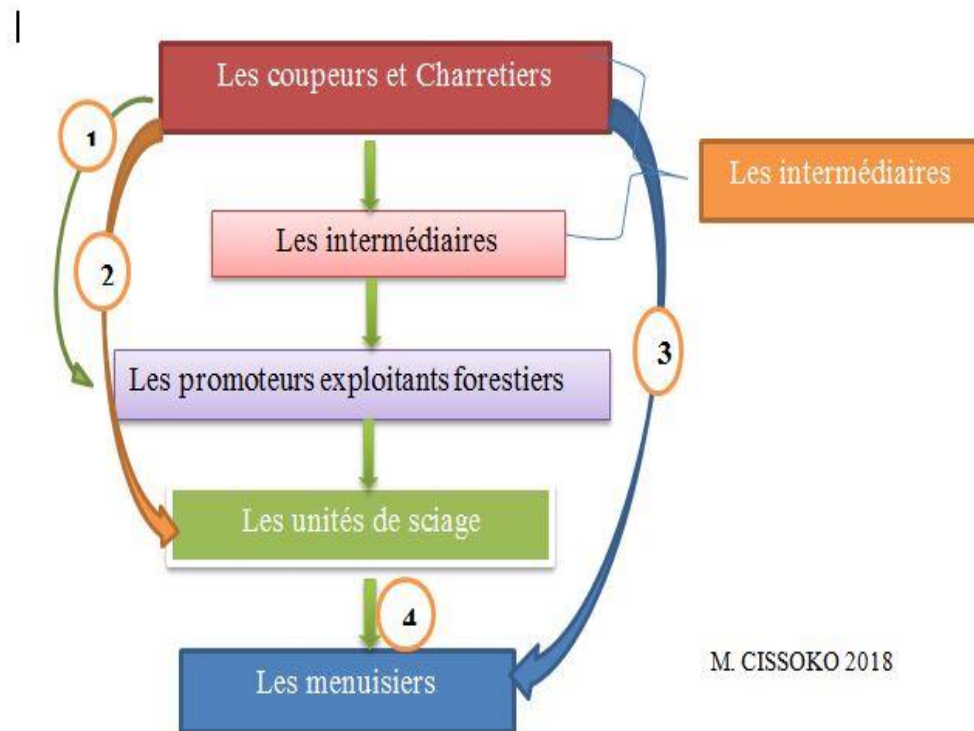 Les coupeurs et Charretiers
1
Les intermédiaires
Les intermédiaires
2
3
Les promoteurs exploitants forestiers
Les unités de sciage
4
Les menuisiers
M. CISSOKO 2018